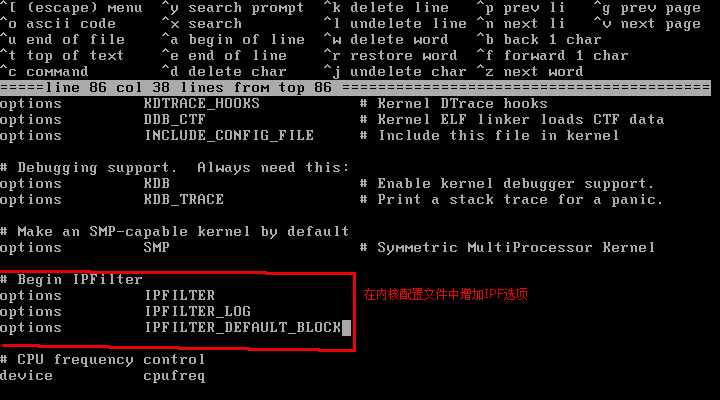 ^[ (escape) menu  ^y search prompt  ^k delete line   ^p prev li  ^g prev page
^o ascii code     ^x search         ^l undelete line ^n next li  ^v next page
^u end of file    ^a begin of line  ^w delete word   ^b back 1 char
^t top of text    ^e end of line    ^r restore word  ^f forward 1 char
^c command        ^d delete char    ^j undelete char ^z next word
=====line 86 col 38 lines from top 86 ============================================
options         KDTRACE_HOOKS           # Kernel DTrace hooks
options         DDB_CTF                 # Kernel ELF linker loads CTF data
options         INCLUDE_CONFIG_FILE     # Include this file in kernel
# Debugging support.  Always need this:
options         KDB                     # Enable kernel debugger support.
options         KDB_TRACE               # Print a stack trace for a panic.
# Make an SMP-capable kernel by default
options         SMP                     # Symmetric MultiProcessor Kernel
# Begin IPFilter
options         IPFILTER
在内核配置文件中增加IPF选项
options         IPFILTER_LOG
options         IPFILTER_DEFAULT_BLOCK
# CPU frequency control
device          cpufreq